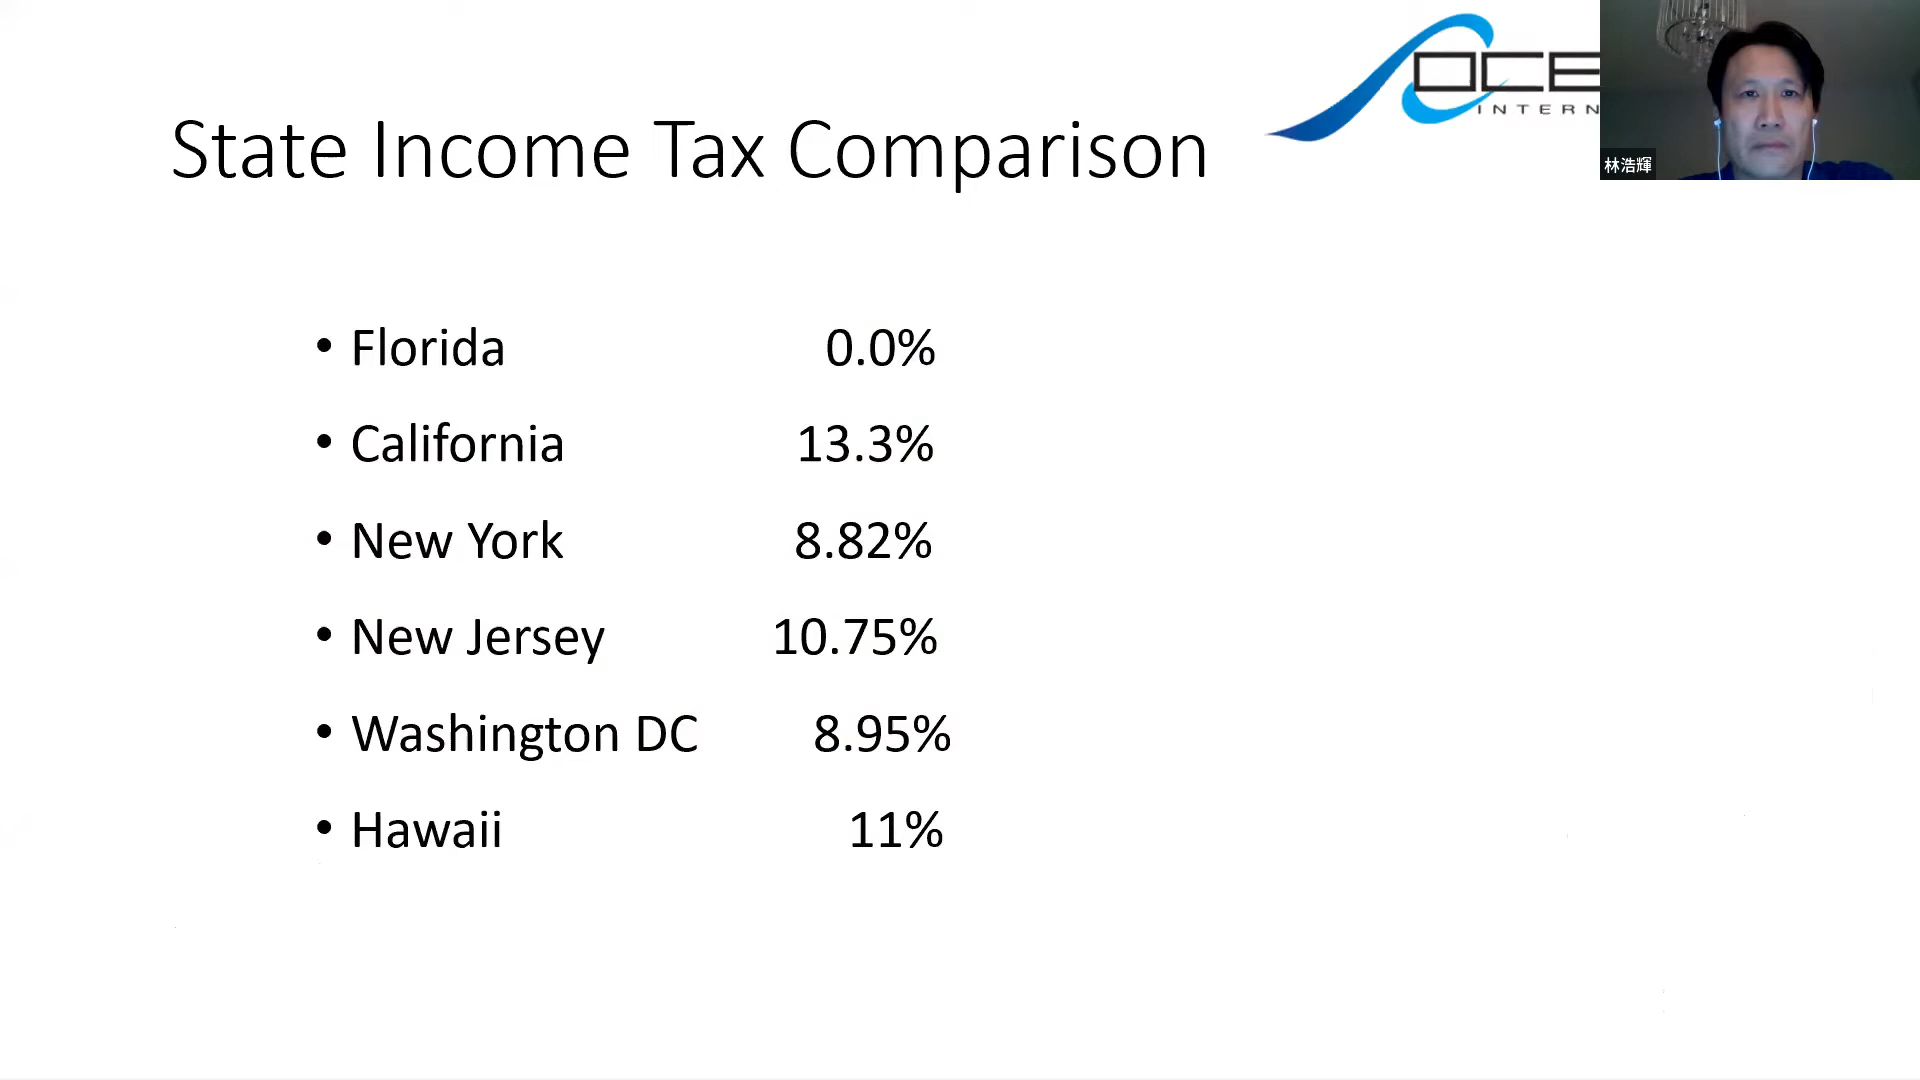 OCE
INTERN
State Income Tax Comparison
林浩輝
• Florida 0.0%
• California 13.3%
• New York 8.82%
• New Jersey 10.75%
• Washington DC 8.95%
• Hawaii 11%